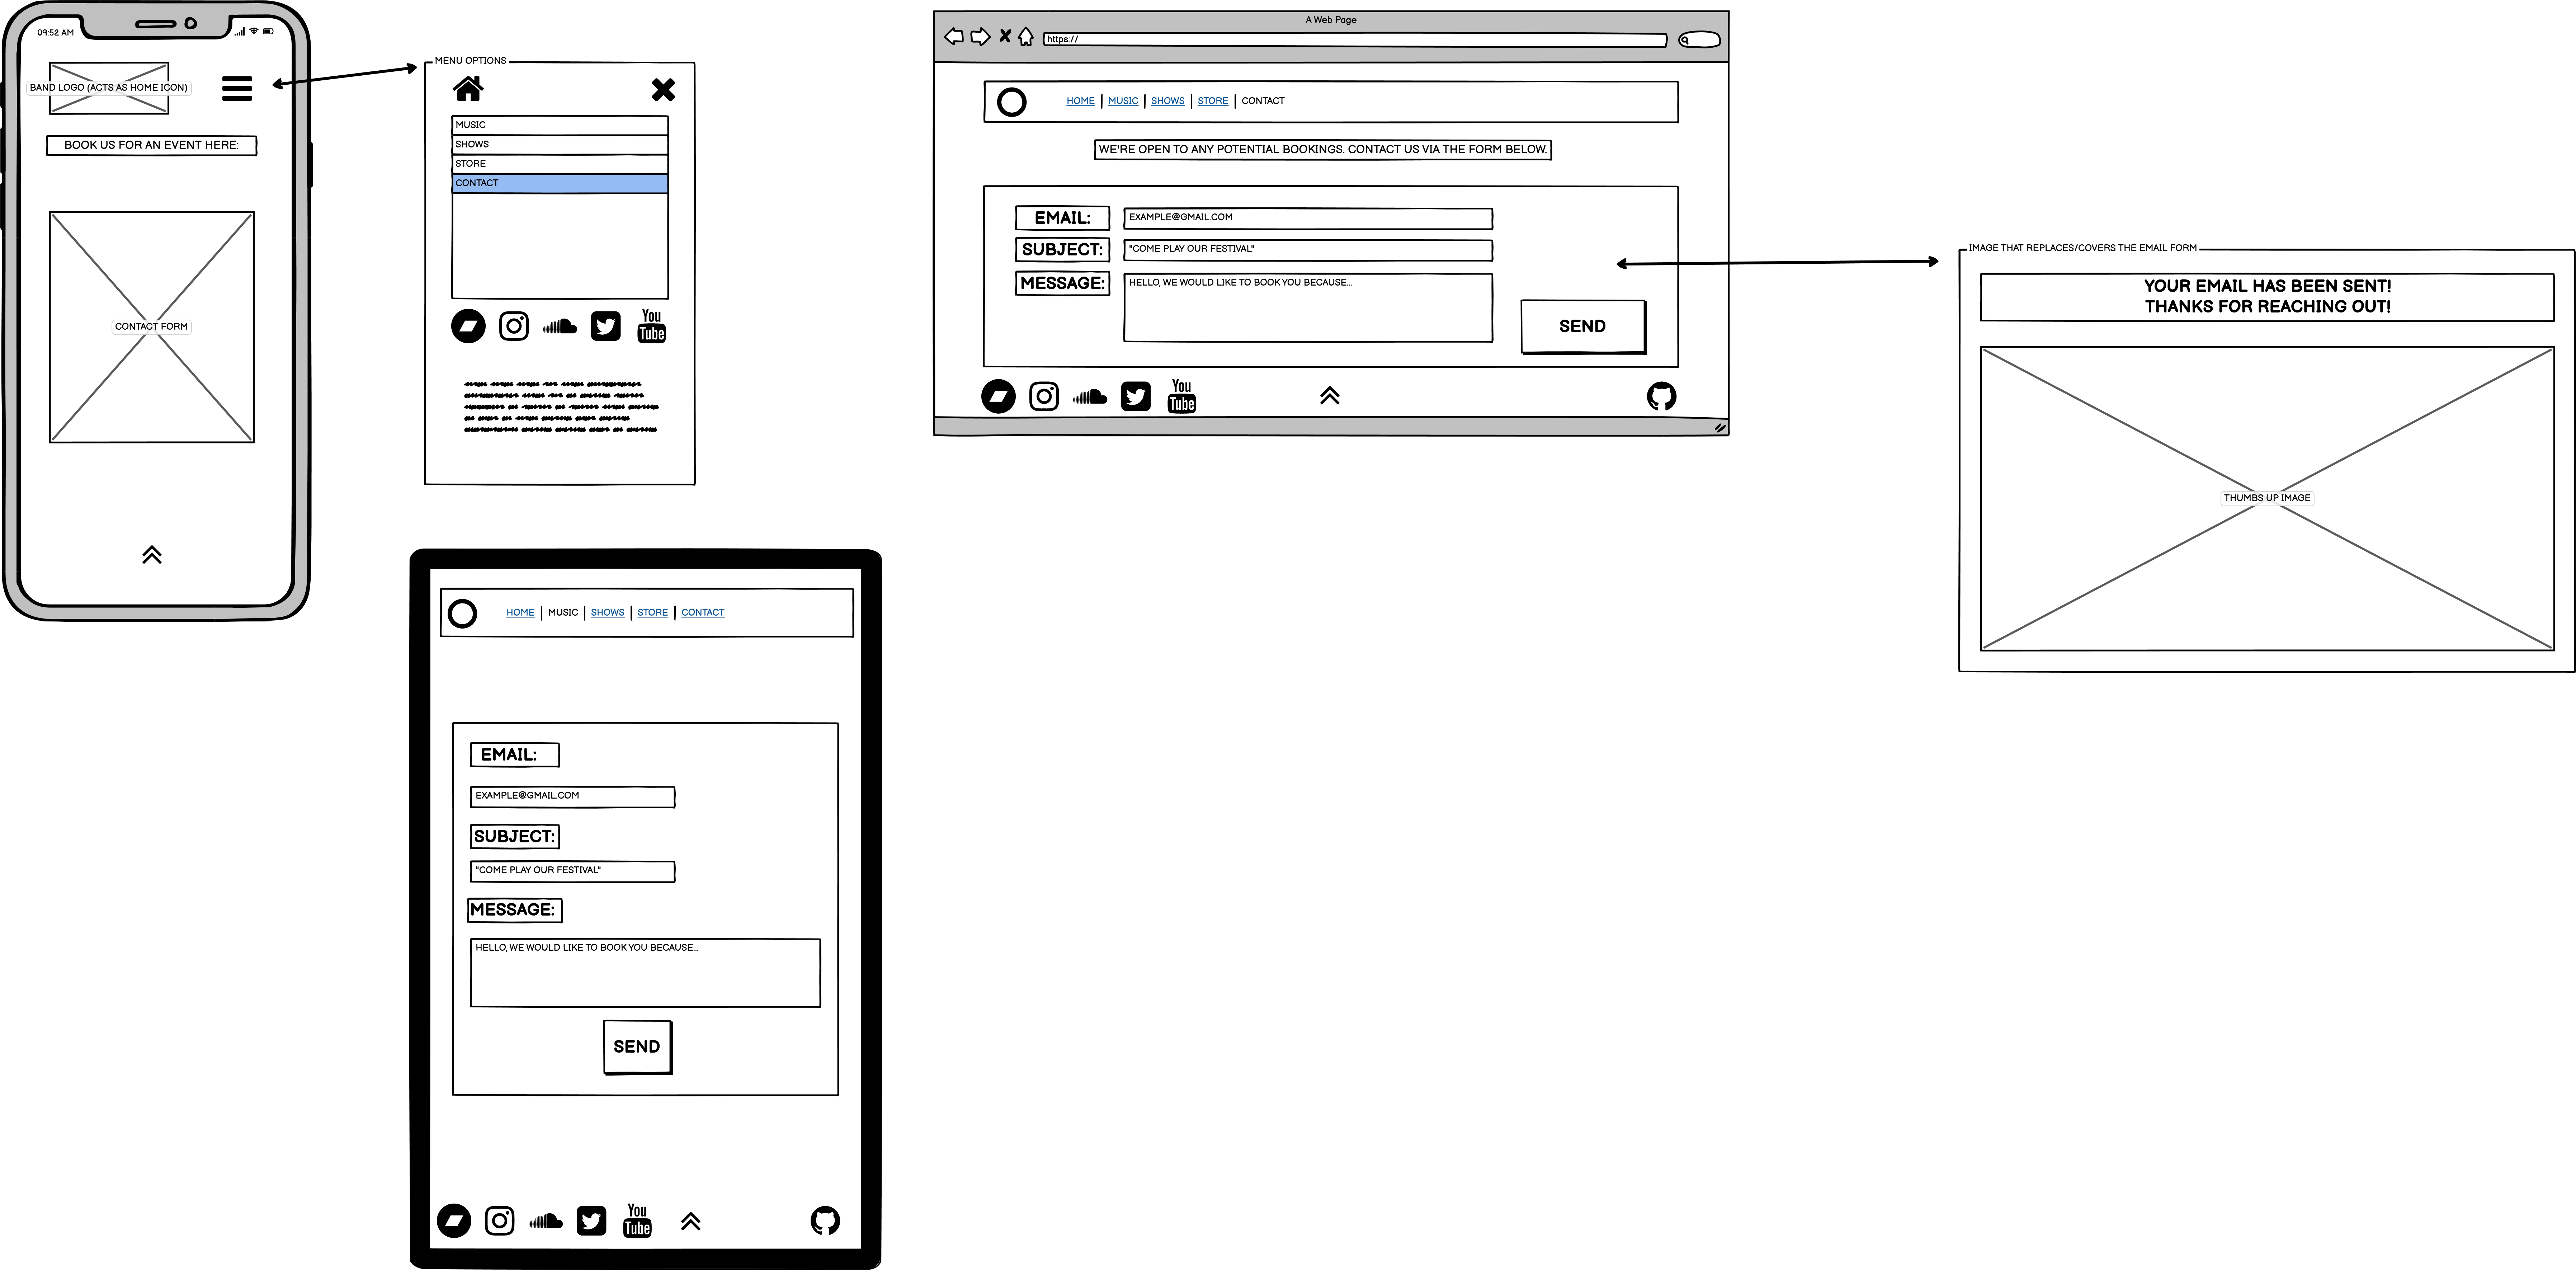 09:52 AM
BAND LOGO (ACTS AS HOME ICON)
BOOK US FOR AN EVENT HERE:
CONTACT FORM
MENU OPTIONS
MUSIC
SHOWS
STORE
CONTACT
You
Tube
A Web Page
https://
HOME | MUSIC | SHOWS | STORE | CONTACT
WE'RE OPEN TO ANY POTENTIAL BOOKINGS. CONTACT US VIA THE FORM BELOW.
EMAIL:
EXAMPLE@GMAIL.COM
SUBJECT:
"COME PLAY OUR FESTIVAL"
MESSAGE:
HELLO, WE WOULD LIKE TO BOOK YOU BECAUSE...
SEND
You
Tube
IMAGE THAT REPLACES/COVERS THE EMAIL FORM
YOUR EMAIL HAS BEEN SENT!
THANKS FOR REACHING OUT!
THUMBS UP IMAGE
HOME | MUSIC | SHOWS | STORE | CONTACT
EMAIL:
EXAMPLE@GMAIL.COM
SUBJECT:
"COME PLAY OUR FESTIVAL"
MESSAGE:
HELLO, WE WOULD LIKE TO BOOK YOU BECAUSE...
SEND
You
Tube